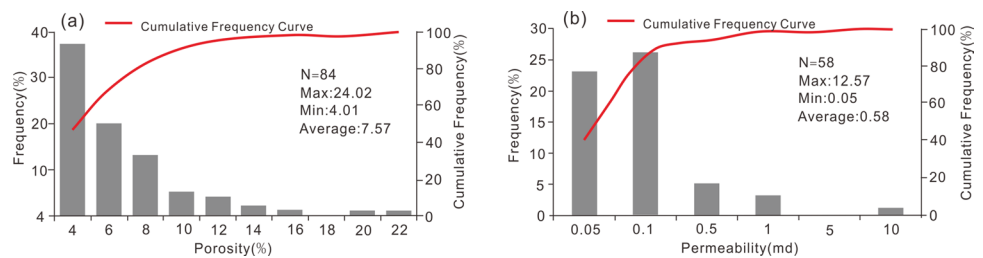 (a)
Cumulative Frequency Curve
40
30
20
10
4
Frequency(%)
N=84
Max:24.02
Min:4.01
Average:7.57
100
80
60
40
20
0
Cumulative Frequency(%)
4 6 8 10 12 14 16 18 20 22
Porosity(%)
(b)
Cumulative Frequency Curve
30
25
20
15
10
5
0
Frequency(%)
N=58
Max:12.57
Min:0.05
Average:0.58
100
80
60
40
20
0
Cumulative Frequency(%)
0.05 0.1 0.5 1 5 10
Permeability(md)